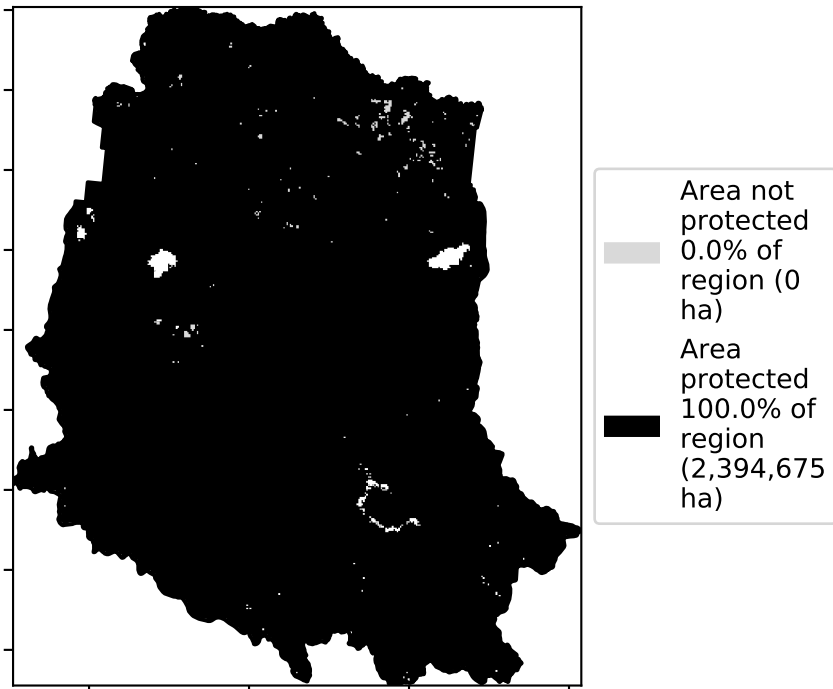 Area not
protected
0.0% of
region (0
ha)
Area
protected
100.0% of
region
(2,394,675
ha)